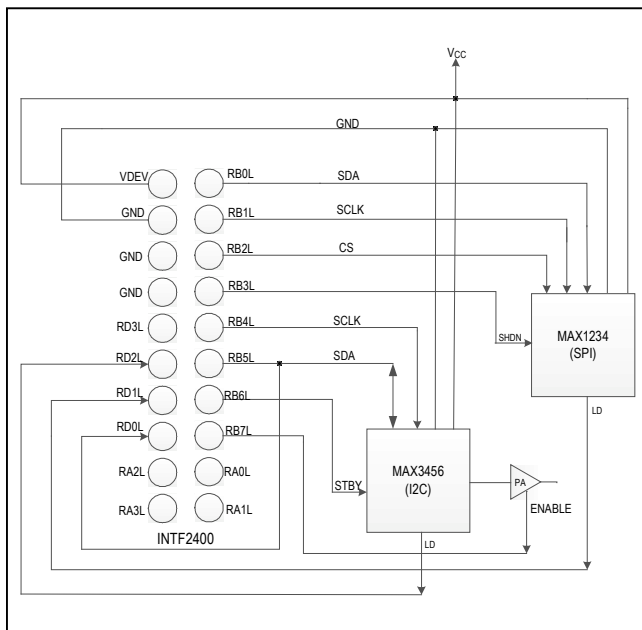 VCC
GND
VDEV RB0L SDA
GND RB1L SCLK
GND RB2L CS
GND RB3L
RD3L RB4L SCLK
SHDN MAX1234
(SPI)
RD2L RB5L SDA
RD1L RB6L
LD
RD0L RB7L
RA2L RA0L STBY MAX3456
(I2C)
PA
RA3L RA1L ENABLE
INTF2400
LD